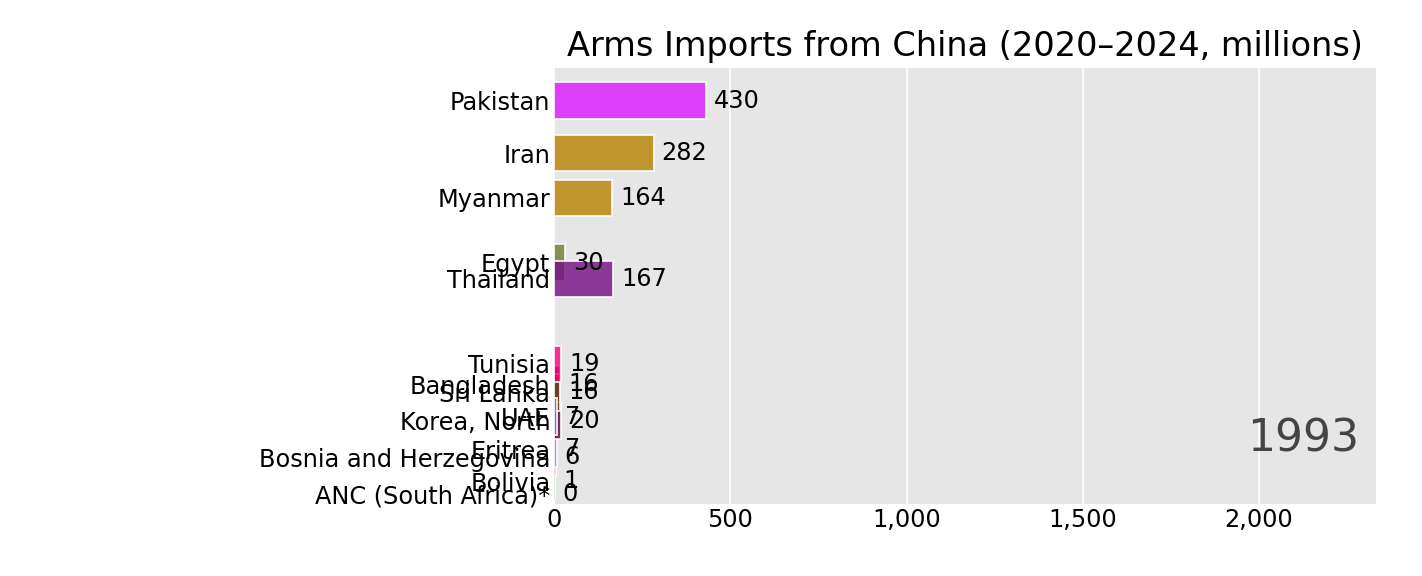 Arms Imports from China (2020–2024, millions)
Pakistan 430
Iran 282
Myanmar 164
Egypt 30
Thailand 167
Tunisia 19
Bangladesh 16
Sri Lanka 16
UAE 7
Korea, North 20
Eritrea 7
Bosnia and Herzegovina 6
Bolivia 1
ANC (South Africa)* 0
1993
0 500 1,000 1,500 2,000